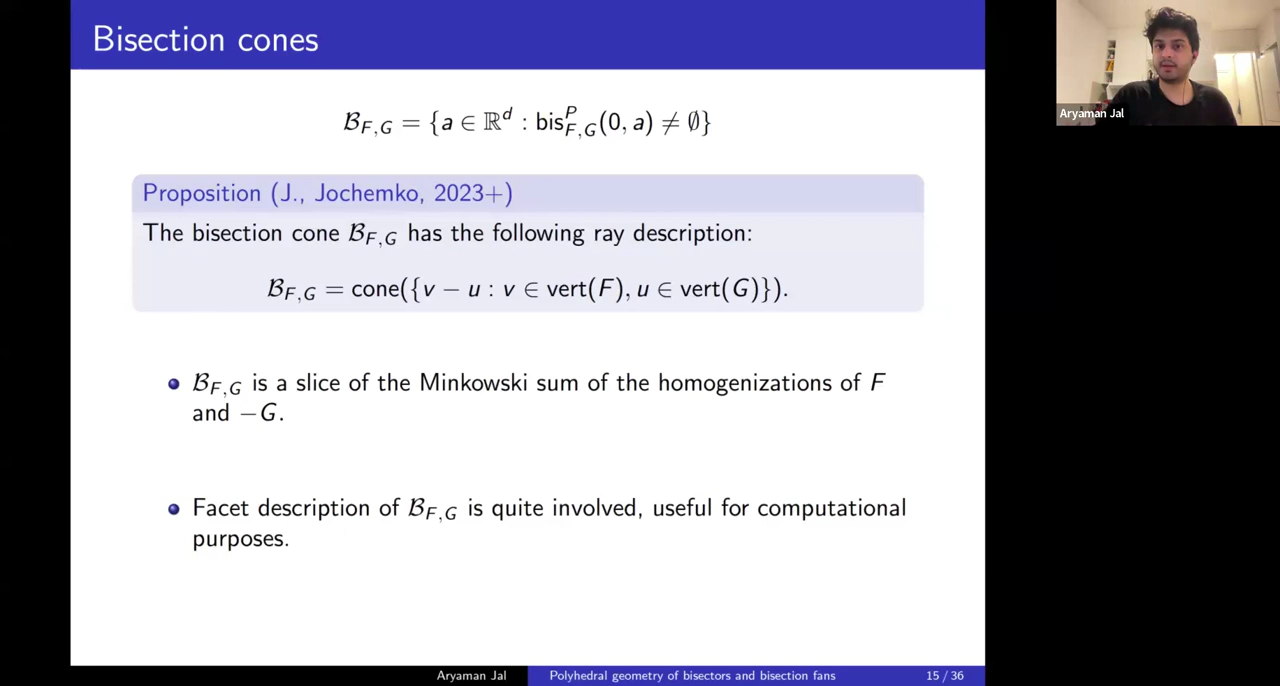 Bisection cones
ℬ_{F,G} = {a ∈ ℝ^d : bis^P_{F,G}(0, a) ≠ ∅}
Proposition (J., Jochemko, 2023+)
The bisection cone ℬ_{F,G} has the following ray description:
ℬ_{F,G} = cone({v − u : v ∈ vert(F), u ∈ vert(G)}).
ℬ_{F,G} is a slice of the Minkowski sum of the homogenizations of F
and −G.
Facet description of ℬ_{F,G} is quite involved, useful for computational
purposes.
Aryaman Jal
Polyhedral geometry of bisectors and bisection fans
15 / 36
Aryaman Jal